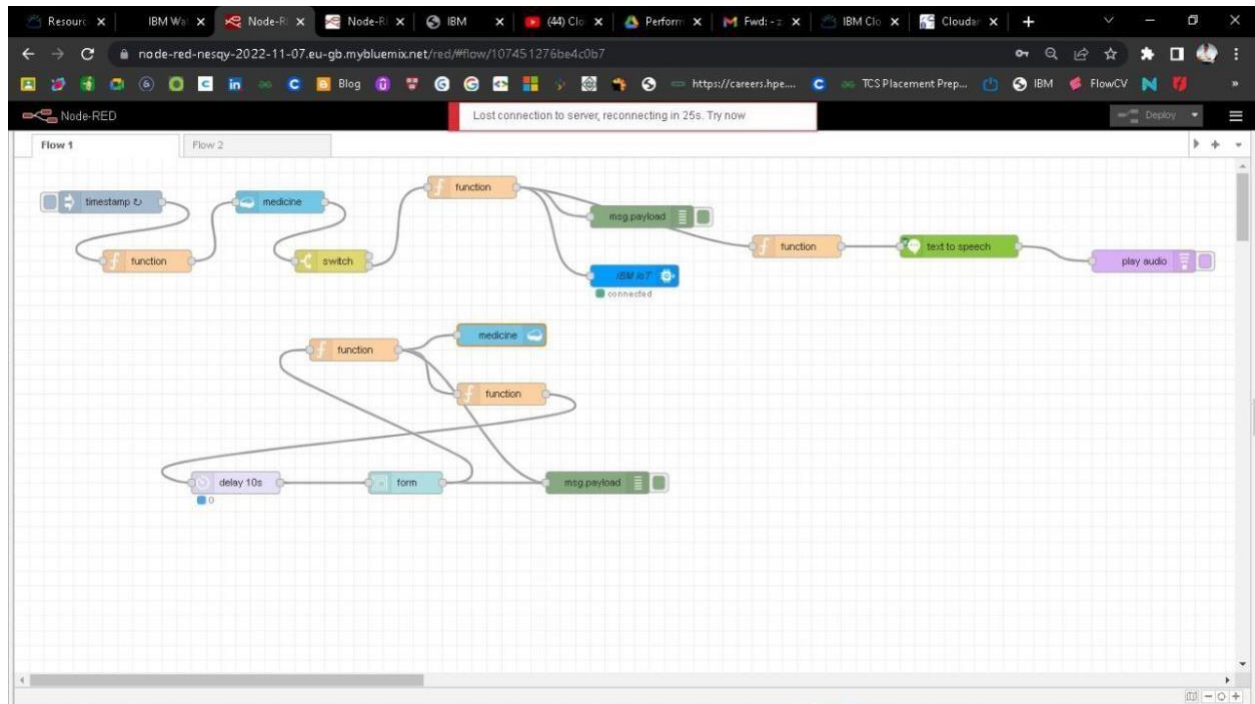 Resourc
IBM Wa
Node-R
Node-R
IBM
(44) Clo
Perform
Fwd: - z
IBM Clo
Cloudar
node-red-nesqy-2022-11-07.eu-gb.mybluemix.net/red/#flow/107451276be4c0b7
Blog
https://careers.hpe....
TCS Placement Prep...
IBM
FlowCV
Node-RED
Lost connection to server, reconnecting in 25s. Try now
Deploy
Flow 1
Flow 2
function
timestamp ↻
medicine
msg.payload
function
text to speech
function
switch
play audio
IBM IoT
connected
medicine
function
function
delay 10s
form
msg.payload
0